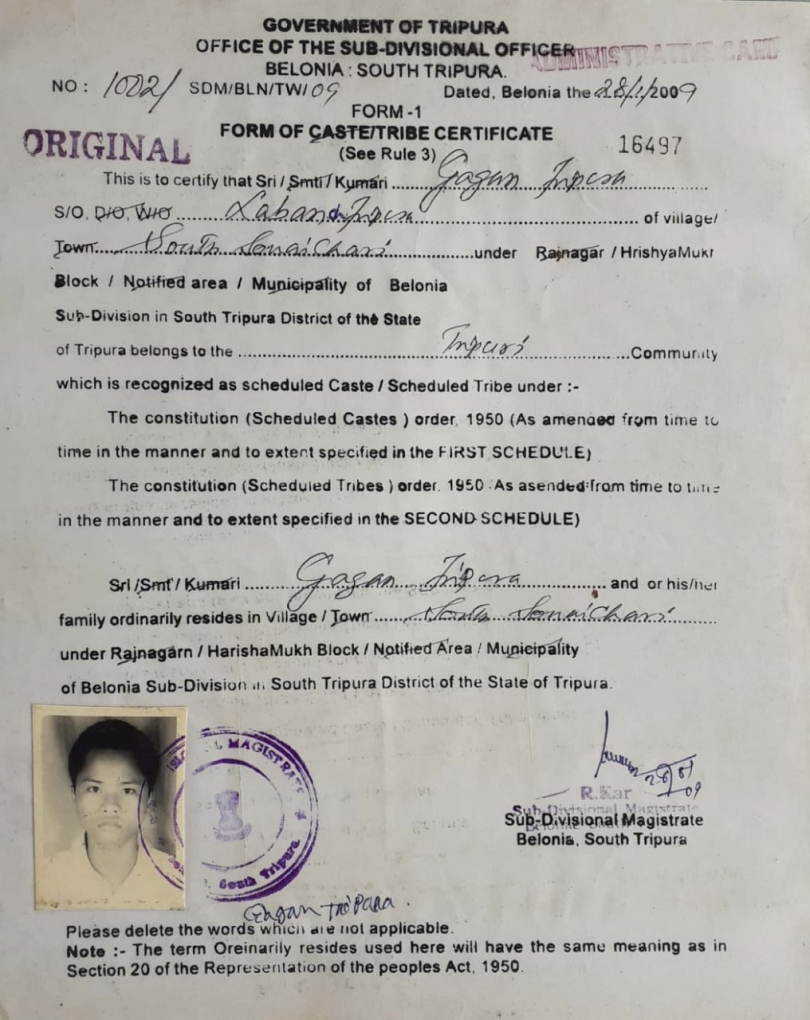 GOVERNMENT OF TRIPURA
OFFICE OF THE SUB-DIVISIONAL OFFICER
BELONIA : SOUTH TRIPURA.
NO : 1022/ SDM/BLN/TW/09 Dated, Belonia the 28/1/2009
FORM -1
ORIGINAL FORM OF CASTE/TRIBE CERTIFICATE 16497
(See Rule 3)
This is to certify that Sri / Smti / Kumari ..... Gagan Tripura .....
S/O, D/O, W/O ..... Tripura ..... of village/
Town..... South Sonaichari .....under Rajnagar / HrishyaMukh
Block / Notified area / Municipality of Belonia
Sub-Division in South Tripura District of the State
of Tripura belongs to the ..... Tripuri .....Community
which is recognized as scheduled Caste / Scheduled Tribe under :-
The constitution (Scheduled Castes ) order, 1950 (As amended from time to
time in the manner and to extent specified in the FIRST SCHEDULE)
The constitution (Scheduled Tribes ) order. 1950 As asended from time to time
in the manner and to extent specified in the SECOND SCHEDULE)
Sri /Smt / Kumari ..... Gagan Tripura ..... and or his/her
family ordinarily resides in Village / Town ..... South Sonaichari .....
under Rajnagarn / HarishaMukh Block / Notified Area / Municipality
of Belonia Sub-Division in South Tripura District of the State of Tripura.
MAGISTRATE
South Tripura
28/01/09
R.Kar
Sub-Divisional Magistrate
Sub-Divisional Magistrate
Belonia, South Tripura
Gagan Tripura.
Please delete the words which are not applicable.
Note :- The term Oreinarily resides used here will have the same meaning as in
Section 20 of the Representation of the peoples Act, 1950.